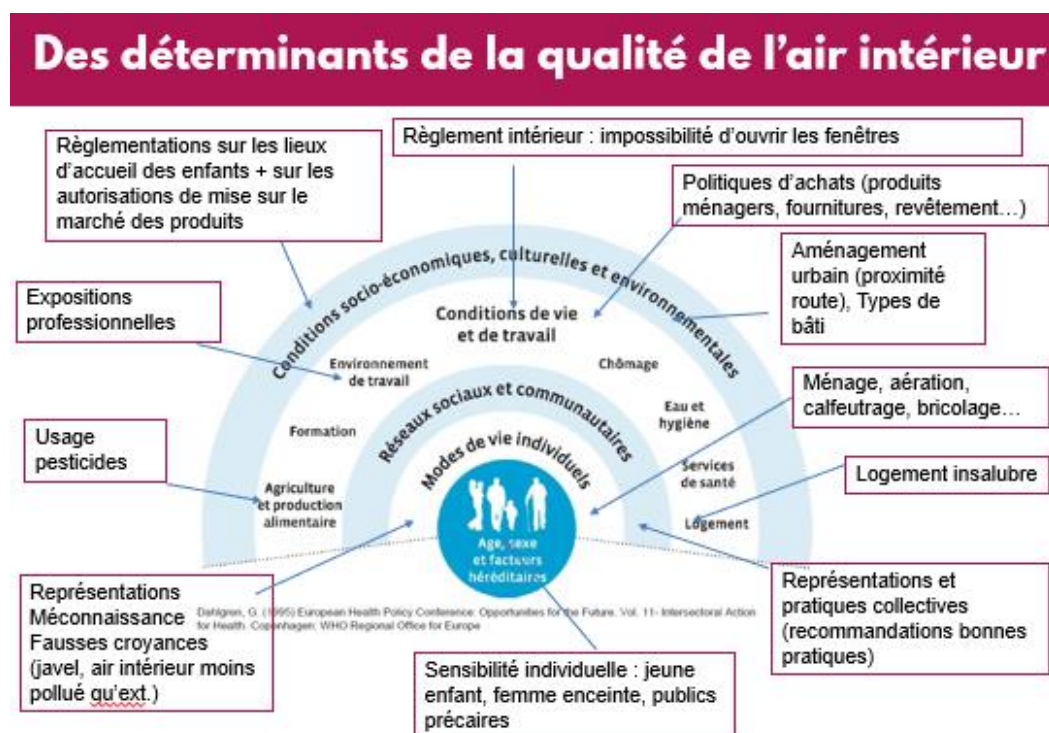 Des déterminants de la qualité de l'air intérieur
Règlementations sur les lieux
d'accueil des enfants + sur les
autorisations de mise sur le
marché des produits
Règlement intérieur : impossibilité d'ouvrir les fenêtres
Politiques d'achats (produits
ménagers, fournitures, revêtement…)
Aménagement
urbain (proximité
route), Types de
bâti
Expositions
professionnelles
Conditions socio-économiques, culturelles et environnementales
Conditions de vie
et de travail
Environnement
de travail
Chômage
Ménage, aération,
calfeutrage, bricolage…
Réseaux sociaux et communautaires
Eau et
hygiène
Usage
pesticides
Formation
Modes de vie individuels
Services
de santé
Logement insalubre
Agriculture
et production
alimentaire
Logement
Age, sexe
et facteurs
héréditaires
Représentations
Méconnaissance
Fausses croyances
(javel, air intérieur moins
pollué qu'ext.)
Dahlgren, G. (1995) European Health Policy Conference: Opportunities for the Future. Vol. 11- Intersectoral Action
for Health. Copenhagen: WHO Regional Office for Europe
Représentations et
pratiques collectives
(recommandations bonnes
pratiques)
Sensibilité individuelle : jeune
enfant, femme enceinte, publics
précaires